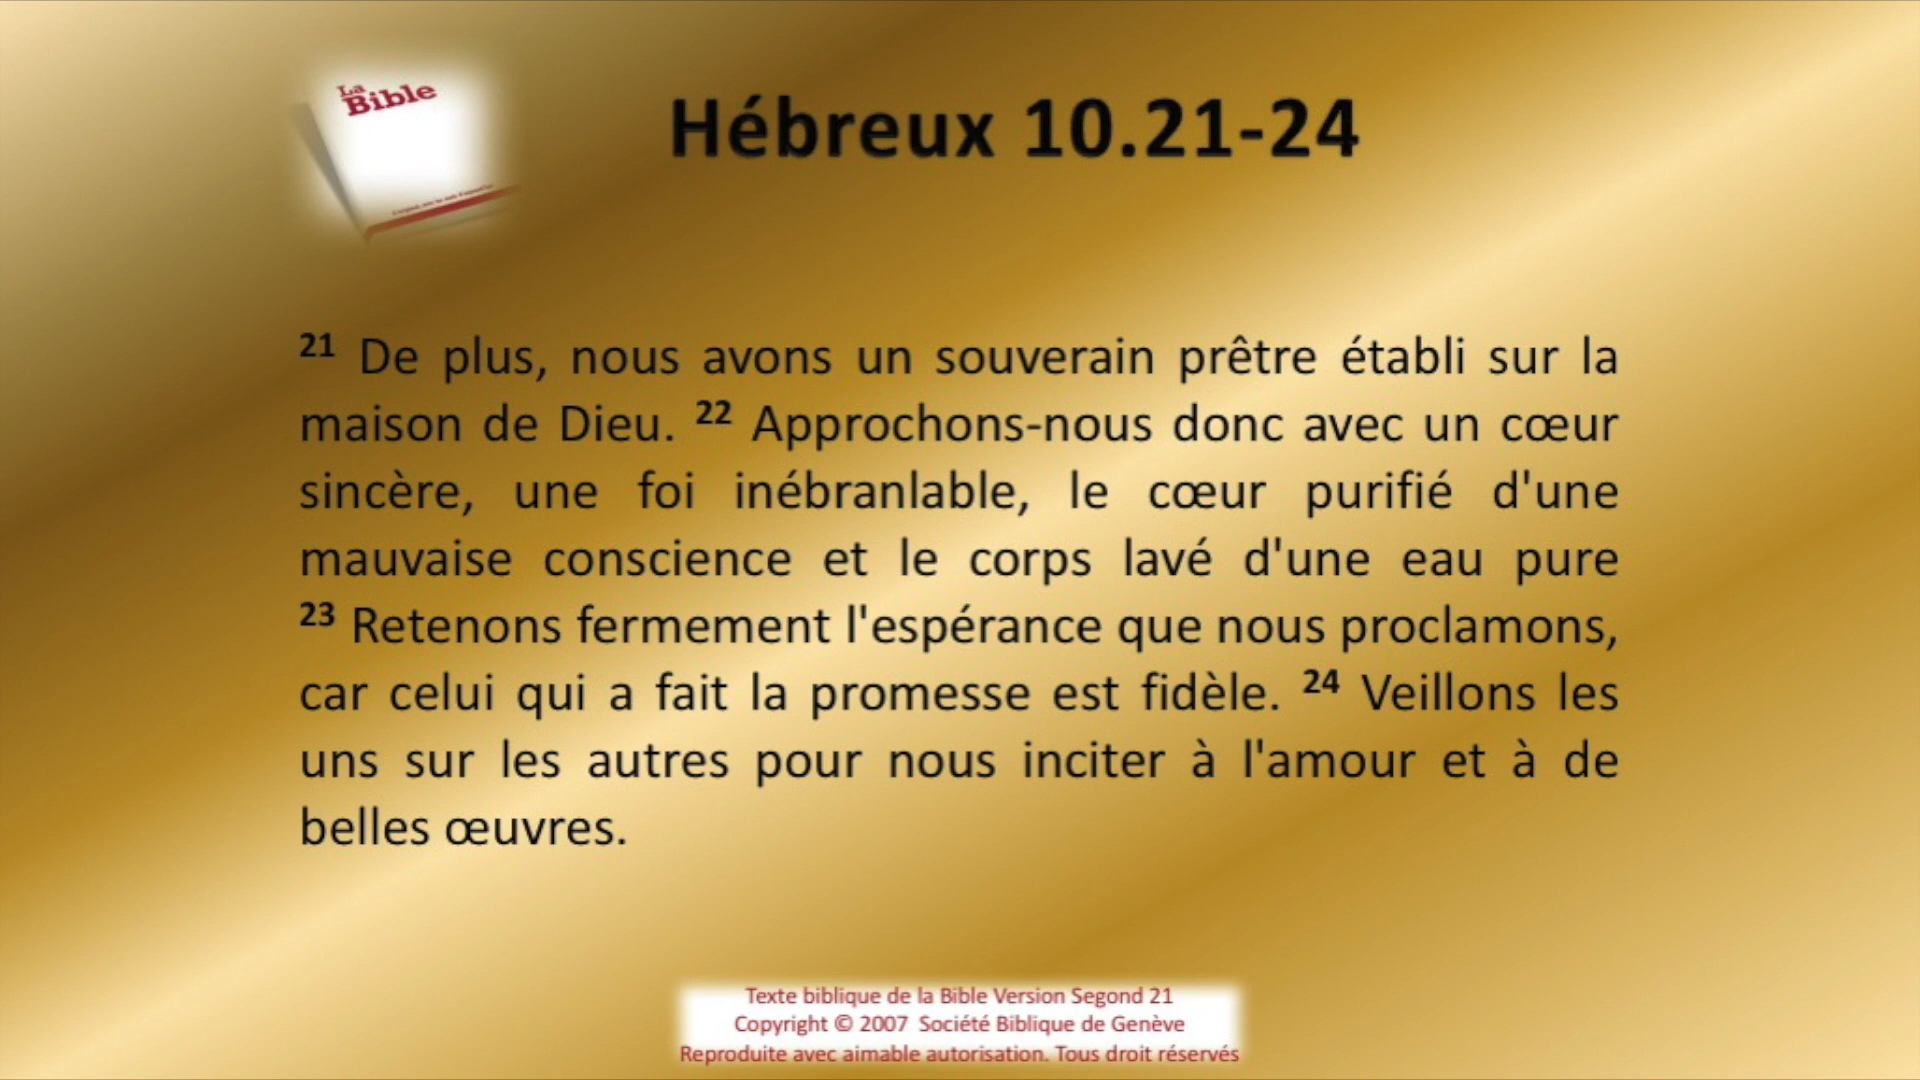 La
Bible
Hébreux 10.21-24
21 De plus, nous avons un souverain prêtre établi sur la
maison de Dieu. 22 Approchons-nous donc avec un cœur
sincère, une foi inébranlable, le cœur purifié d'une
mauvaise conscience et le corps lavé d'une eau pure
23 Retenons fermement l'espérance que nous proclamons,
car celui qui a fait la promesse est fidèle. 24 Veillons les
uns sur les autres pour nous inciter à l'amour et à de
belles œuvres.
Texte biblique de la Bible Version Segond 21
Copyright © 2007 Société Biblique de Genève
Reproduite avec aimable autorisation. Tous droit réservés